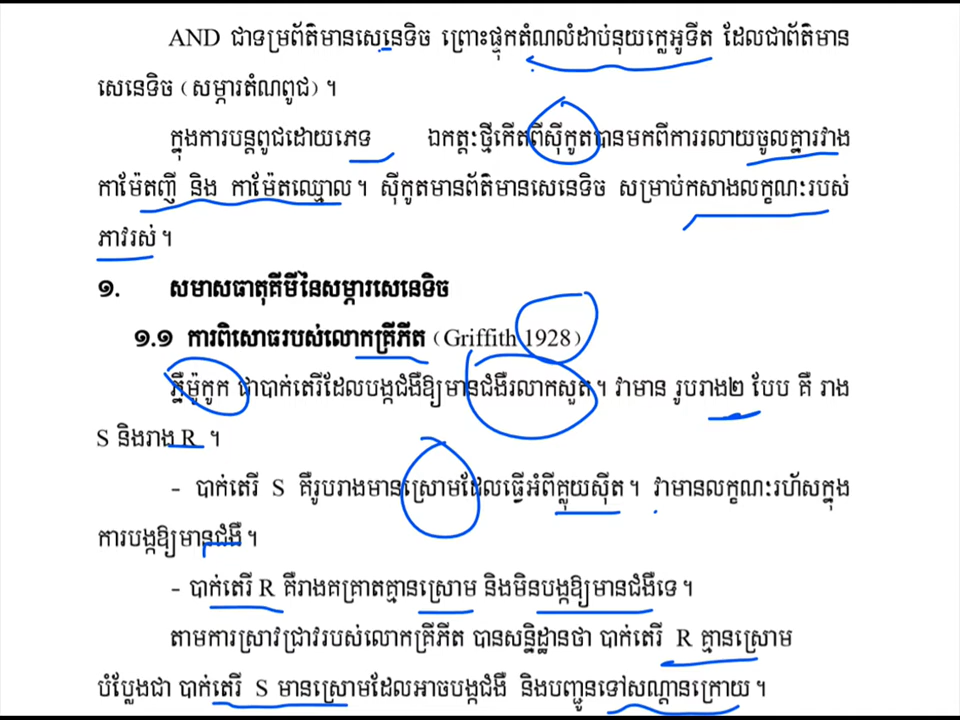 AND ជាទម្រព័ត៌មានសេនេទិច ព្រោះផ្ទុកតំណលំដាប់នុយក្លេអូទីត ដែលជាព័ត៌មាន
សេនេទិច (សម្ភារតំណពូជ) ។
ក្នុងការបន្តពូជដោយភេទ ឯកត្តៈថ្មីកើតពីស៊ីកូតបានមកពីការរលាយចូលគ្នារវាង
កាម៉ែតញី និង កាម៉ែតឈ្មោល។ ស៊ីកូតមានព័ត៌មានសេនេទិច សម្រាប់កសាងលក្ខណៈរបស់
ភាវរស់។
១. សមាសធាតុគីមីនៃសម្ភារសេនេទិច
១.១ ការពិសោធរបស់លោកគ្រីភីត (Griffith 1928)
ភ្នឺម៉ូកូក ជាបាក់តេរីដែលបង្កជំងឺឱ្យមានជំងឺរលាកសួត។ វាមាន រូបរាង២ បែប គឺ រាង
S និងរាង R ។
- បាក់តេរី S គឺរូបរាងមានស្រោមដែលធ្វើអំពីគ្លុយស៊ីត។ វាមានលក្ខណៈរហ័សក្នុង
ការបង្កឱ្យមានជំងឺ។
- បាក់តេរី R គឺរាងគគ្រាតគ្មានស្រោម និងមិនបង្កឱ្យមានជំងឺទេ។
តាមការស្រាវជ្រាវរបស់លោកគ្រីភីត បានសន្និដ្ឋានថា បាក់តេរី R គ្មានស្រោម
បំប្លែងជា បាក់តេរី S មានស្រោមដែលអាចបង្កជំងឺ និងបញ្ជូនទៅសណ្តានក្រោយ។